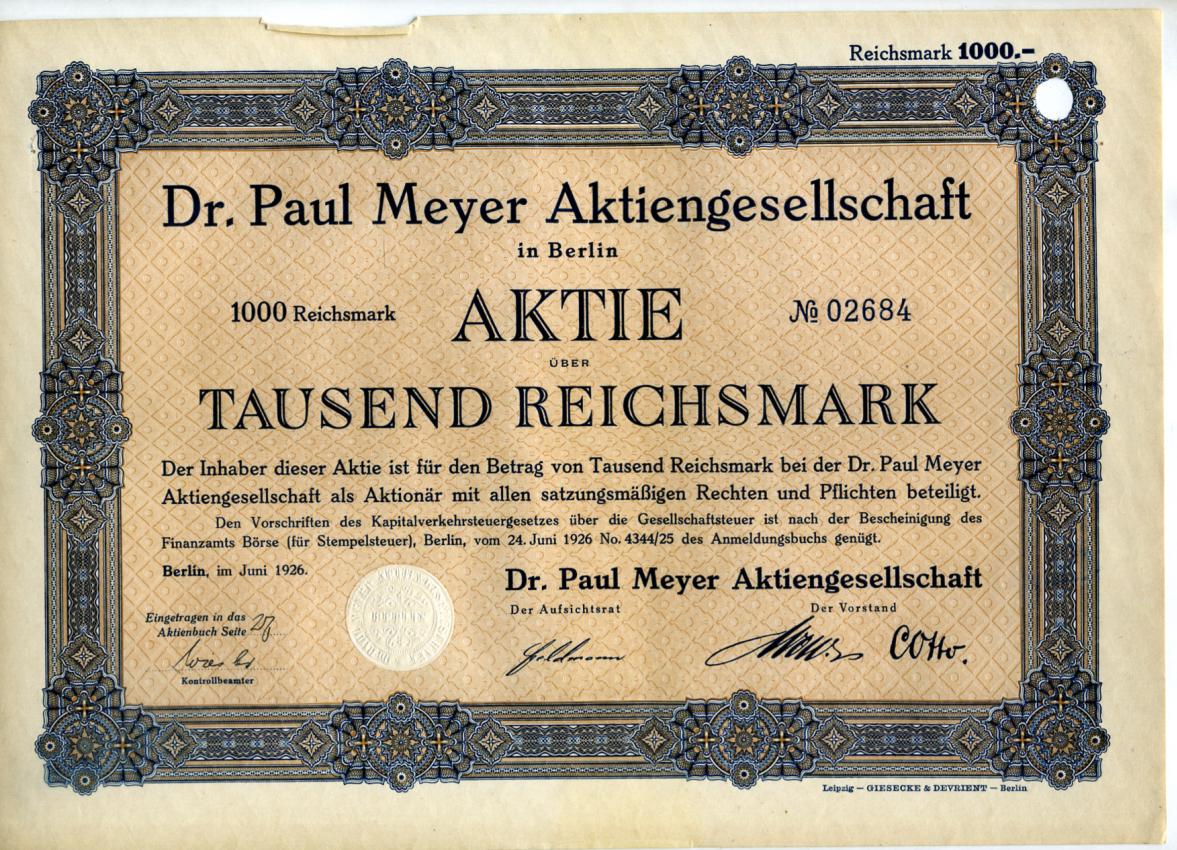 Reichsmark 1000.-
Dr. Paul Meyer Aktiengesellschaft
in Berlin
1000 Reichsmark
AKTIE
№ 02684
ÜBER
TAUSEND REICHSMARK
Der Inhaber dieser Aktie ist für den Betrag von Tausend Reichsmark bei der Dr. Paul Meyer
Aktiengesellschaft als Aktionär mit allen satzungsmäßigen Rechten und Pflichten beteiligt.
Den Vorschriften des Kapitalverkehrsteuergesetzes über die Gesellschaftsteuer ist nach der Bescheinigung des
Finanzamts Börse (für Stempelsteuer), Berlin, vom 24. Juni 1926 No. 4344/25 des Anmeldungsbuchs genügt.
Berlin, im Juni 1926.
Dr. Paul Meyer Aktiengesellschaft
Der Aufsichtsrat
Der Vorstand
Eingetragen in das
Aktienbuch Seite
Feldmann
COtto.
Kontrollbeamter
Leipzig — GIESECKE & DEVRIENT — Berlin